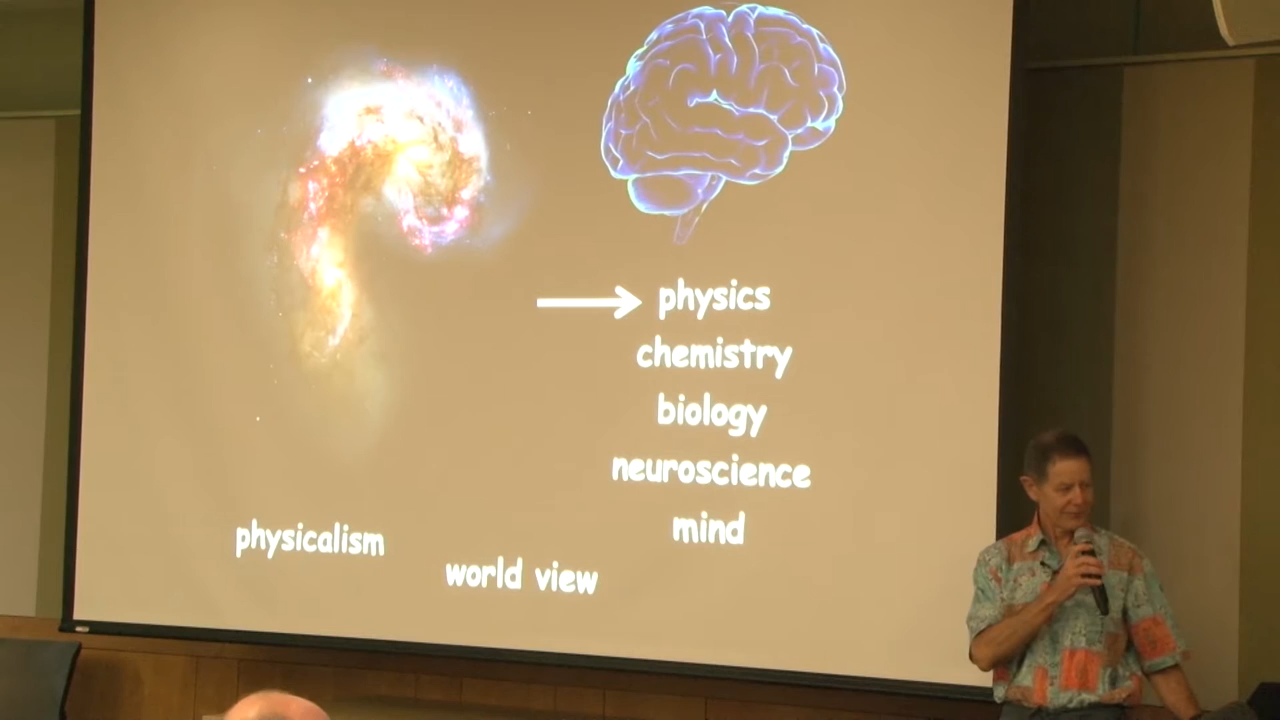 physics
chemistry
biology
neuroscience
mind
physicalism
world view